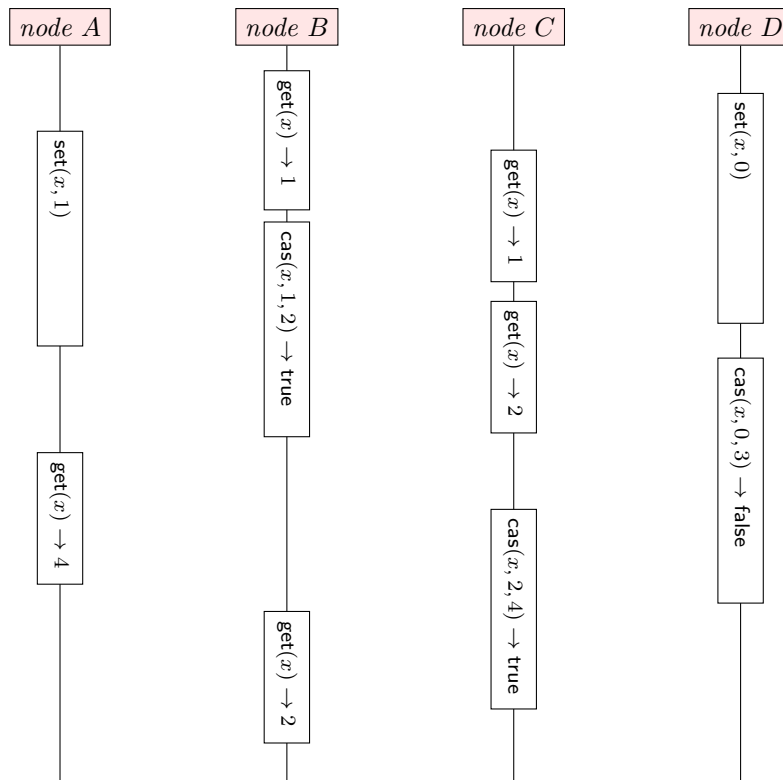 node A
node B
node C
node D
set(x, 1)
get(x) → 4
get(x) → 1
cas(x, 1, 2) → true
get(x) → 2
get(x) → 1
get(x) → 2
cas(x, 2, 4) → true
set(x, 0)
cas(x, 0, 3) → false